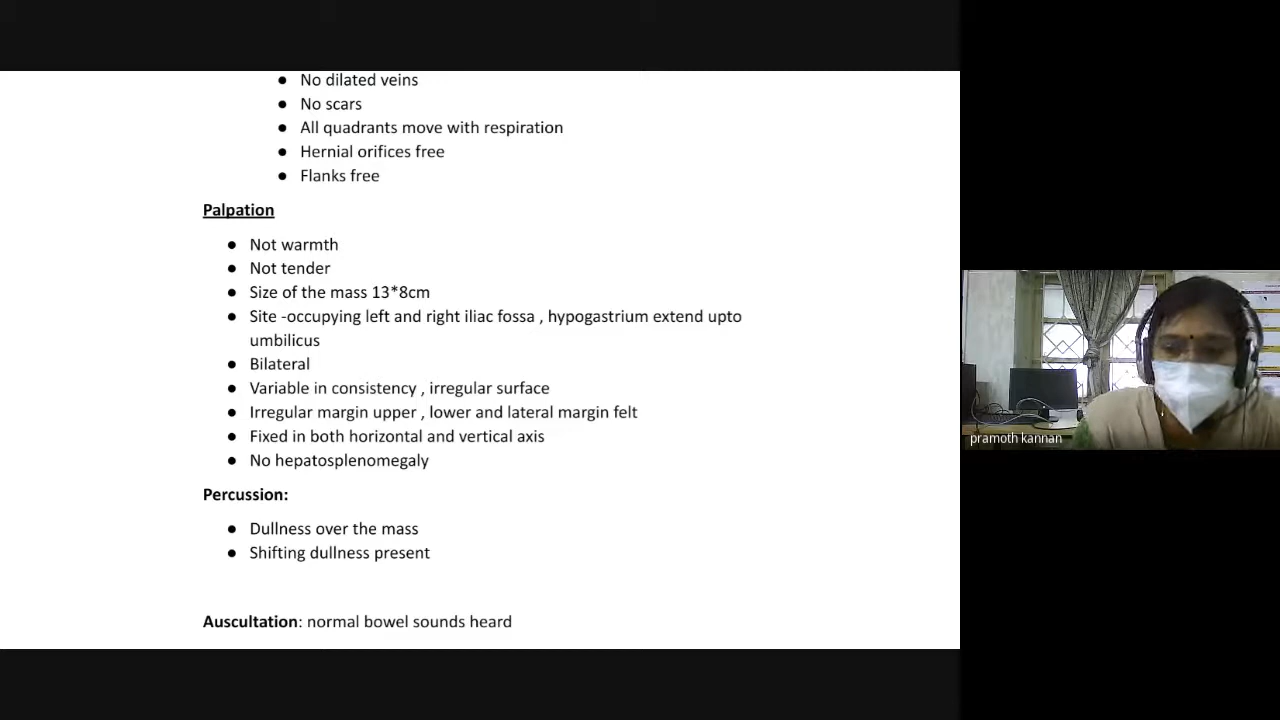 ● No dilated veins
● No scars
● All quadrants move with respiration
● Hernial orifices free
● Flanks free
Palpation
● Not warmth
● Not tender
● Size of the mass 13*8cm
● Site -occupying left and right iliac fossa , hypogastrium extend upto
umbilicus
● Bilateral
● Variable in consistency , irregular surface
● Irregular margin upper , lower and lateral margin felt
● Fixed in both horizontal and vertical axis
● No hepatosplenomegaly
Percussion:
● Dullness over the mass
● Shifting dullness present
Auscultation: normal bowel sounds heard
pramoth kannan